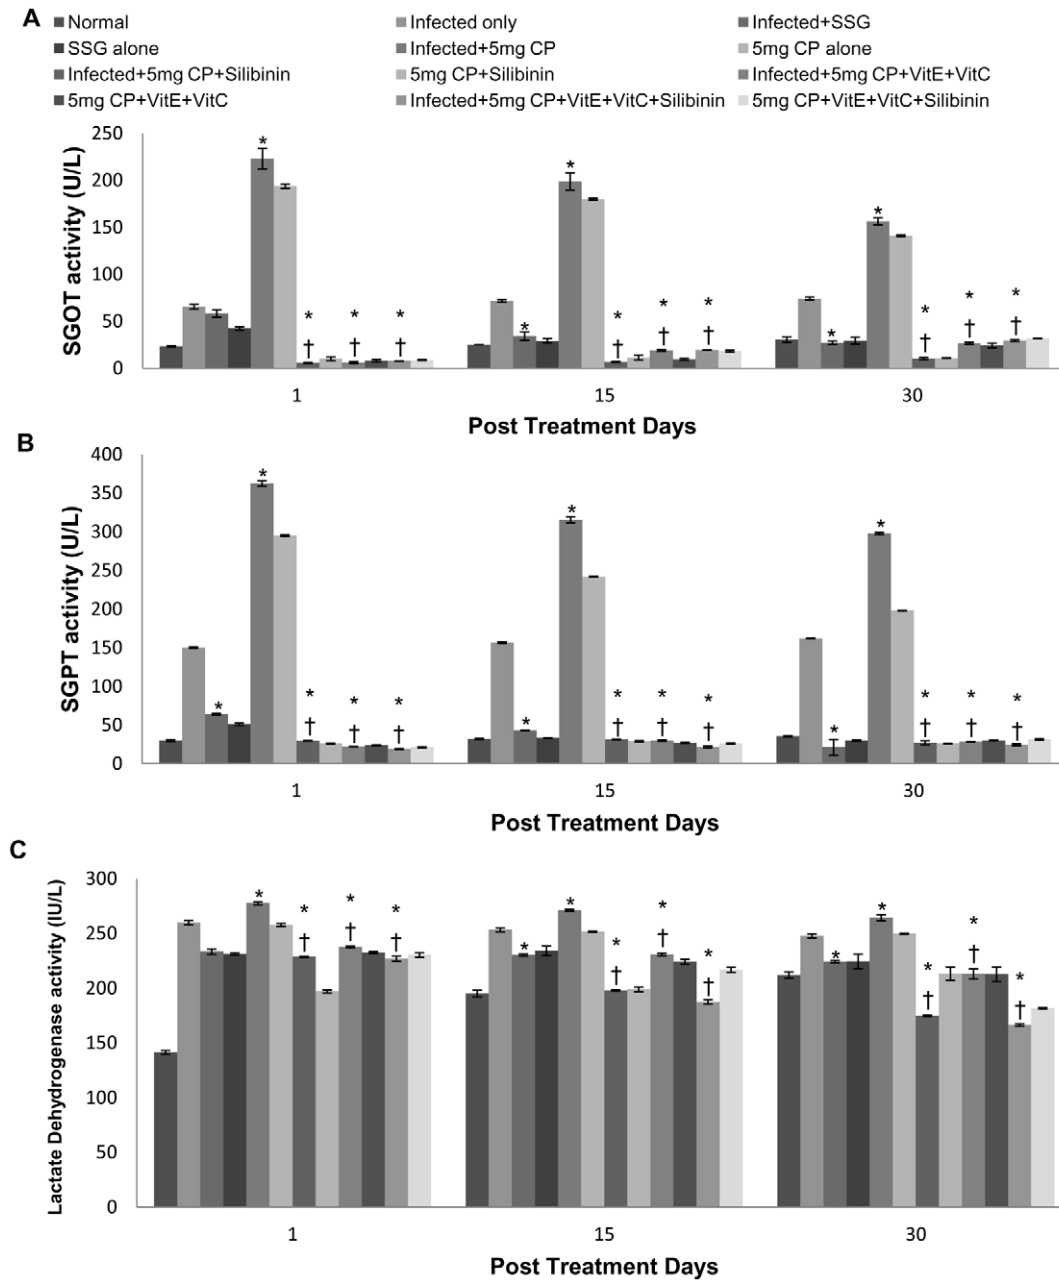 A
Normal Infected only Infected+SSG
SSG alone Infected+5mg CP 5mg CP alone
Infected+5mg CP+Silibinin 5mg CP+Silibinin Infected+5mg CP+VitE+VitC
5mg CP+VitE+VitC Infected+5mg CP+VitE+VitC+Silibinin 5mg CP+VitE+VitC+Silibinin
SGOT activity (U/L)
250
200
150
100
50
0
* * *
* * * * * * * * * * *
† † † † † † † † †
1 15 30
Post Treatment Days
B
SGPT activity (U/L)
400
350
300
250
200
150
100
50
0
* * *
* * * * * * * * * * * *
† † † † † † † † †
1 15 30
Post Treatment Days
C
Lactate Dehydrogenase activity (IU/L)
300
250
200
150
100
50
0
* * *
* * * * * * * * * * *
† † † † † † † † †
1 15 30
Post Treatment Days